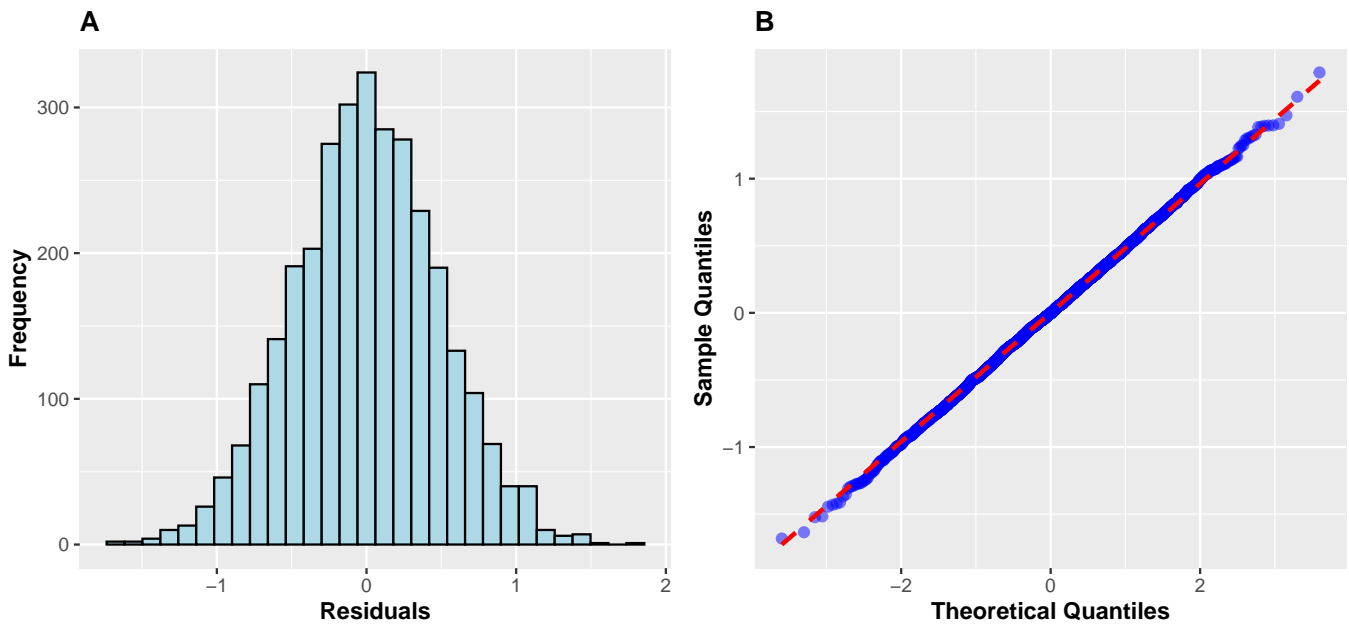 A
Frequency
300
200
100
0
−1
0
1
2
Residuals
B
Sample Quantiles
1
0
−1
−2
0
2
Theoretical Quantiles